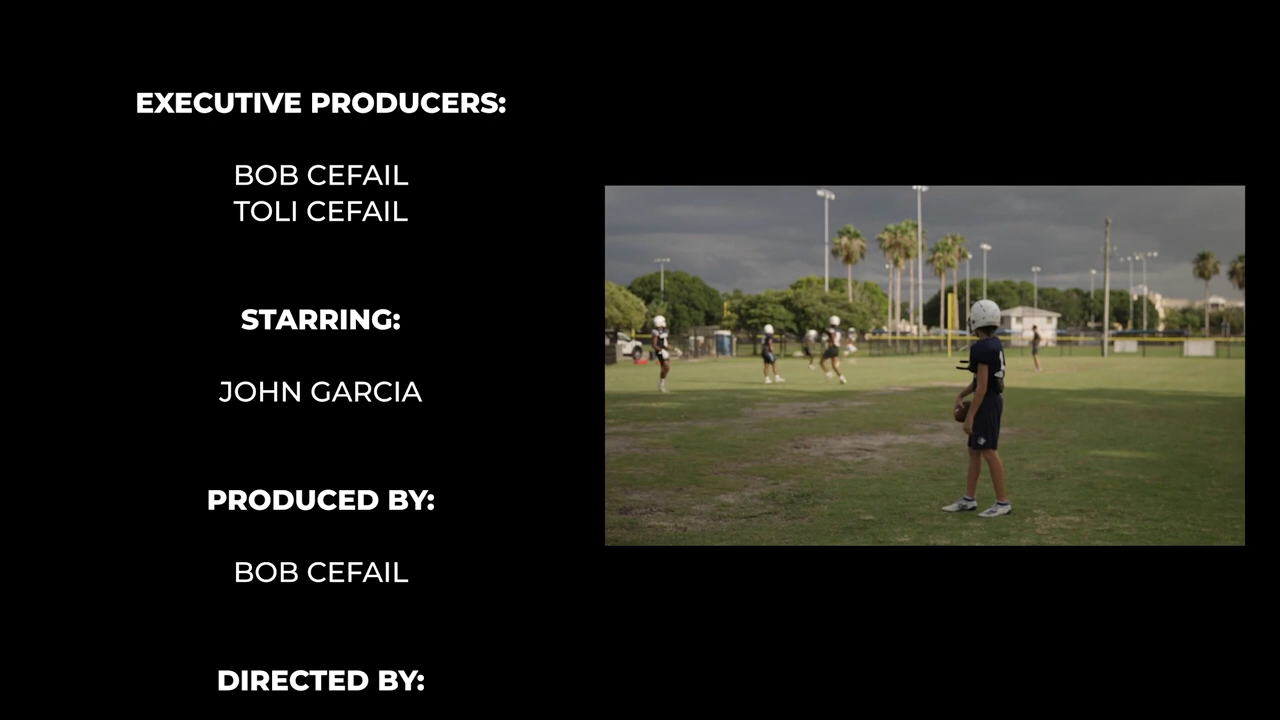 EXECUTIVE PRODUCERS:
BOB CEFAIL
TOLI CEFAIL
STARRING:
JOHN GARCIA
PRODUCED BY:
BOB CEFAIL
DIRECTED BY: